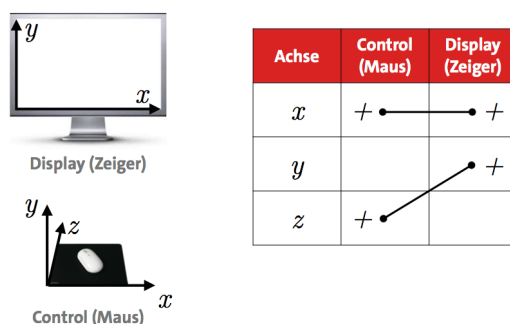 y
x
Display (Zeiger)
y
z
x
Control (Maus)
Achse Control (Maus) Display (Zeiger)
x + +
y +
z +